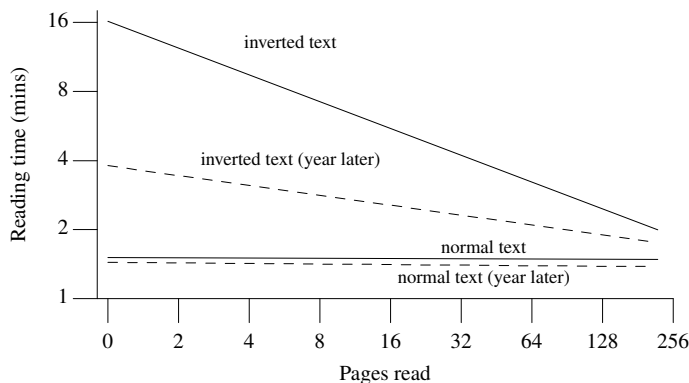 16
inverted text
8
Reading time (mins)
4
inverted text (year later)
2
normal text
normal text (year later)
1
0 2 4 8 16 32 64 128 256
Pages read